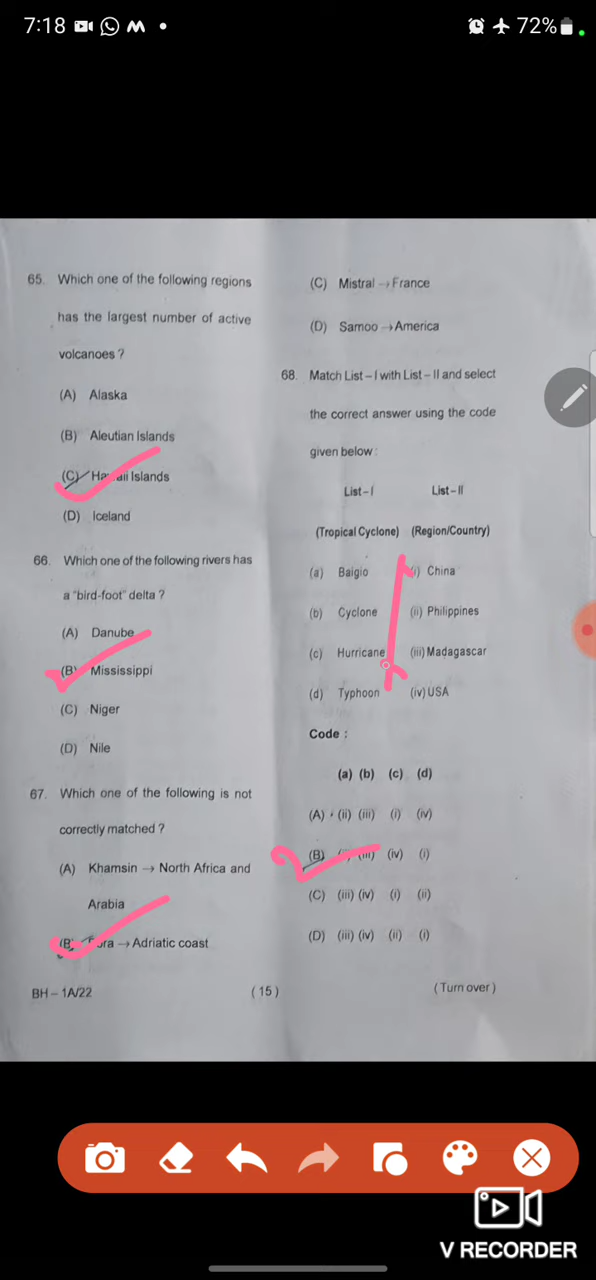 7:18
72%
65. Which one of the following regions
has the largest number of active
volcanoes ?
(A) Alaska
(B) Aleutian Islands
(C) Islands
(D) Iceland
66. Which one of the following rivers has
a "bird-foot" delta ?
(A) Danube
(B) Mississippi
(C) Niger
(D) Nile
67. Which one of the following is not
correctly matched ?
(A) Khamsin → North Africa and
Arabia
(B) → Adriatic coast
BH – 1A/22
(15)
(C) Mistral → France
(D) Samoo → America
68. Match List – I with List – II and select
the correct answer using the code
given below :
List – I List – II
(Tropical Cyclone) (Region/Country)
(a) Baigio (i) China
(b) Cyclone (ii) Philippines
(c) Hurricane (iii) Madagascar
(d) Typhoon (iv) USA
Code :
(a) (b) (c) (d)
(A) (ii) (iii) (i) (iv)
(B) (iii) (iv) (i)
(C) (iii) (iv) (i) (ii)
(D) (iii) (iv) (ii) (i)
(Turn over)
V RECORDER